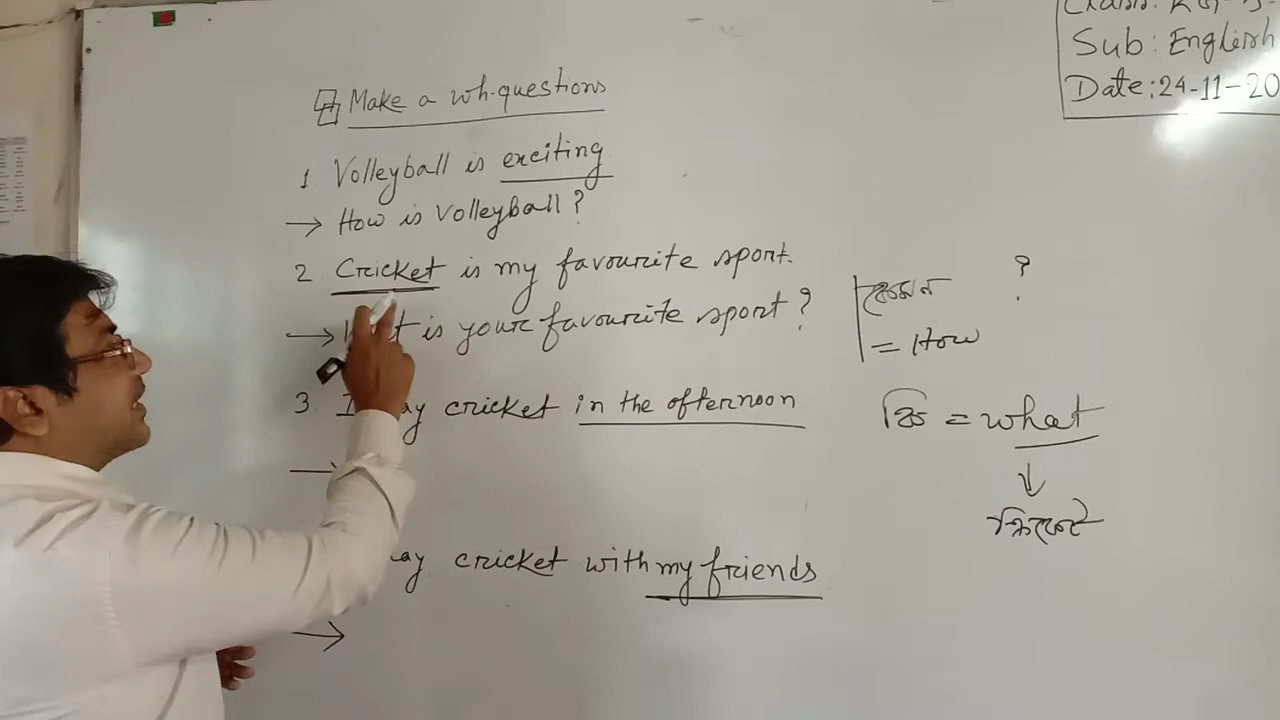 Sub: English
Date: 24-11-20
Make a wh-questions
1 Volleyball is exciting
→ How is volleyball?
2 Cricket is my favourite sport.
→ is your favourite sport?
3. I cricket in the afternoon
→
cricket with my friends
→
কেমন ?
= How
কি = what
↓
ক্রিকেট